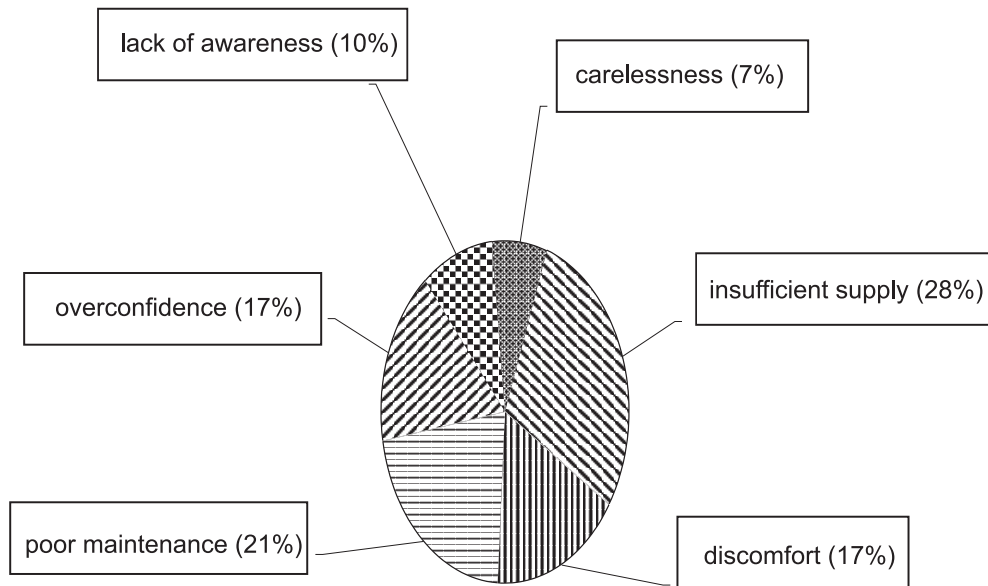 lack of awareness (10%)
carelessness (7%)
overconfidence (17%)
insufficient supply (28%)
poor maintenance (21%)
discomfort (17%)